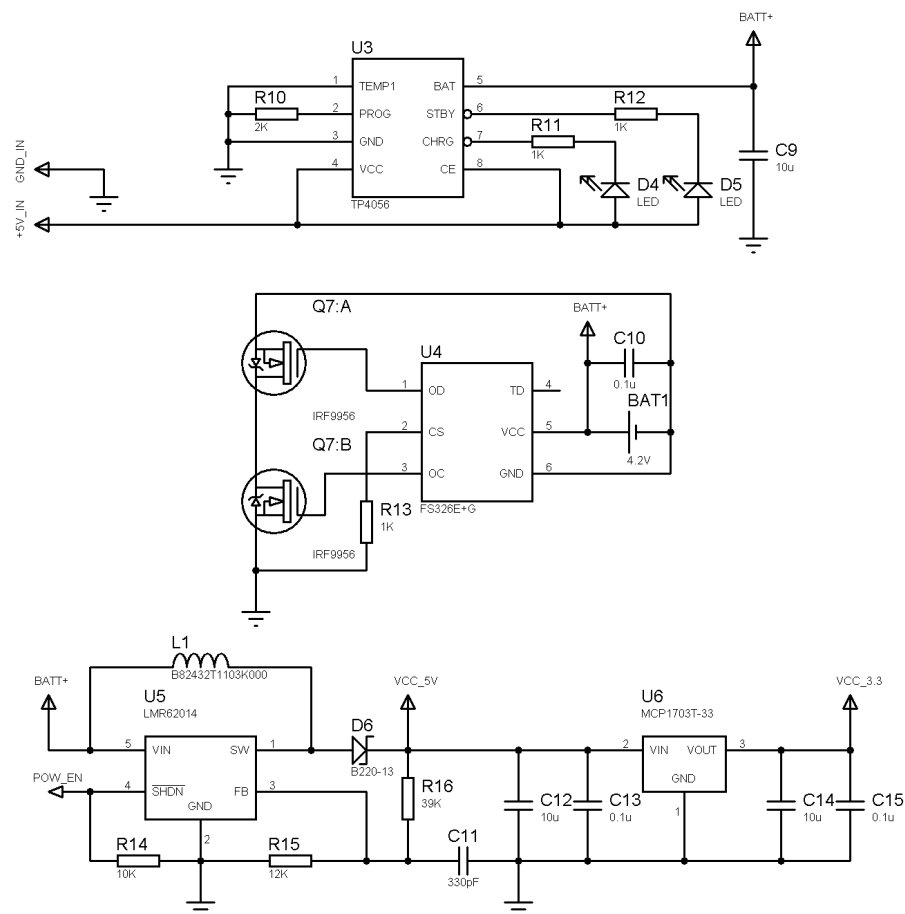 BATT+
U3
1 TEMP1 BAT 5
R10 2 PROG STBY 6 R12
2K 1K
3 GND CHRG 7 R11
1K
C9
10u
GND_IN
4 VCC CE 8
D4 D5
LED LED
TP4056
+5V_IN
Q7:A
BATT+
U4
C10
0.1u
1 OD TD 4
IRF9956
BAT1
2 CS VCC 5
Q7:B
4.2V
3 OC GND 6
R13
1K
FS326E+G
IRF9956
L1
B82432T1103K000
BATT+
U5
LMR62014
VCC_5V
U6
MCP1703T-33
VCC_3.3
D6
B220-13
5 VIN SW 1
2 VIN VOUT 3
POW_EN
4 SHDN FB 3
GND
2
R16
39K
GND
1
C12
10u
C13
0.1u
C14
10u
C15
0.1u
R14
10K
R15
12K
C11
330pF